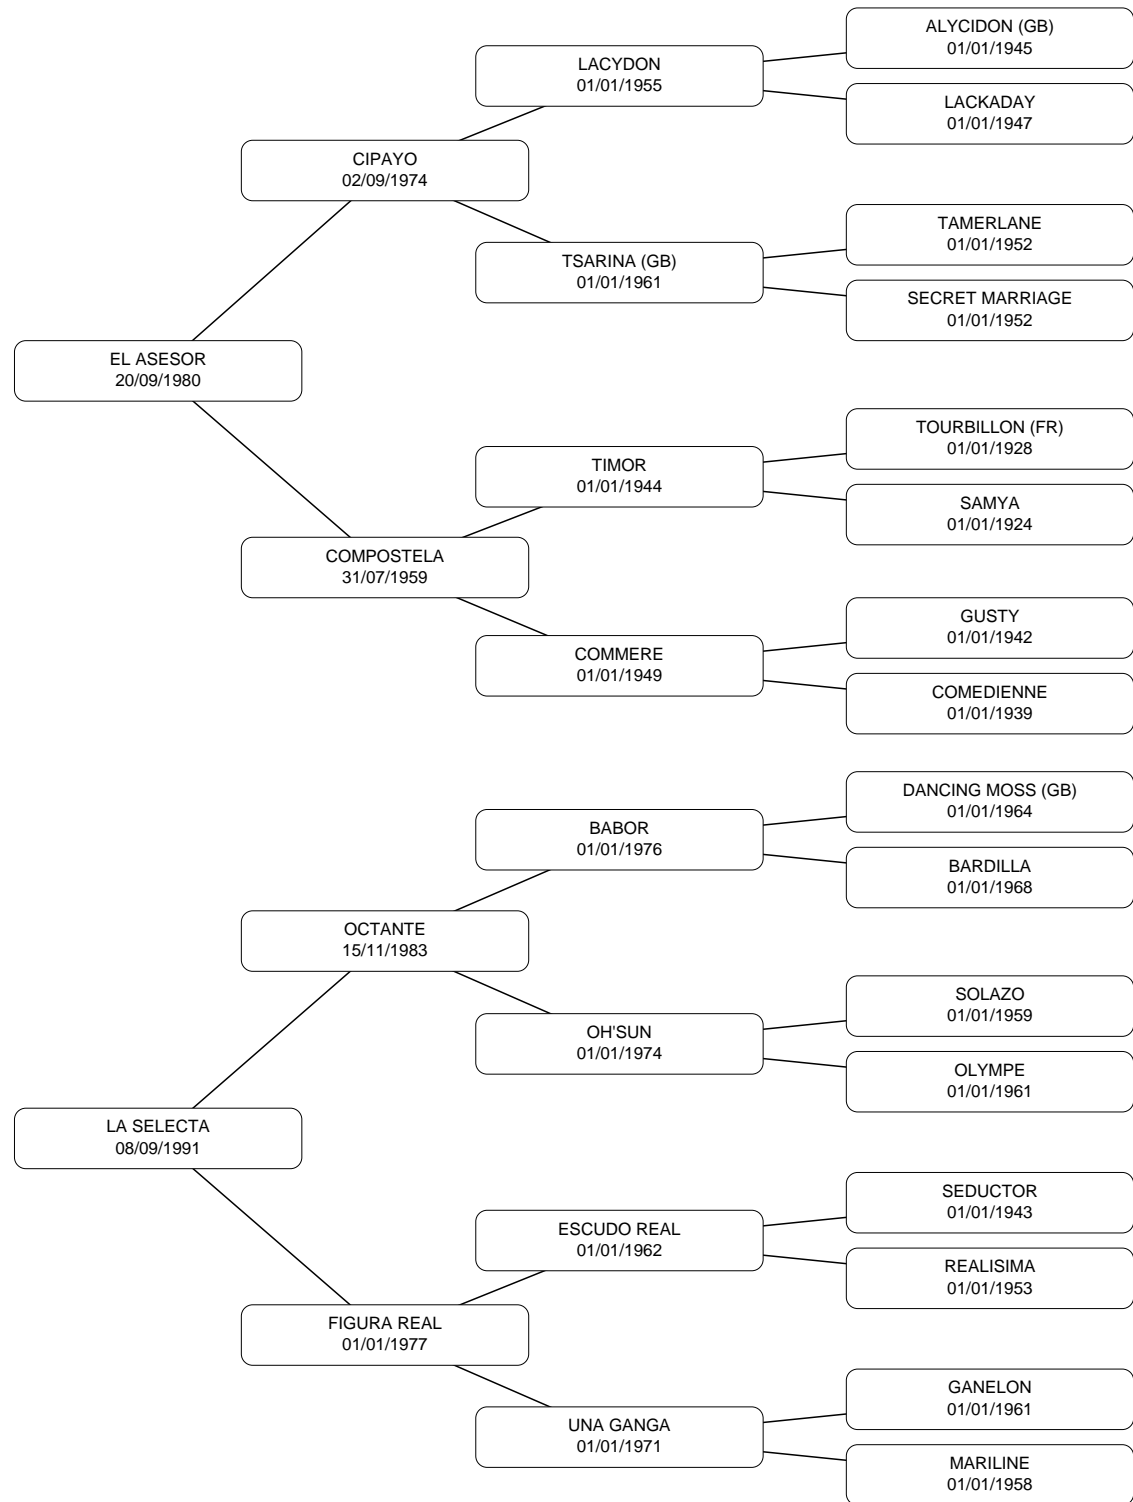 ALYCIDON (GB)
01/01/1945
LACYDON
01/01/1955
LACKADAY
01/01/1947
CIPAYO
02/09/1974
TAMERLANE
01/01/1952
TSARINA (GB)
01/01/1961
SECRET MARRIAGE
01/01/1952
EL ASESOR
20/09/1980
TOURBILLON (FR)
01/01/1928
TIMOR
01/01/1944
SAMYA
01/01/1924
COMPOSTELA
31/07/1959
GUSTY
01/01/1942
COMMERE
01/01/1949
COMEDIENNE
01/01/1939
DANCING MOSS (GB)
01/01/1964
BABOR
01/01/1976
BARDILLA
01/01/1968
OCTANTE
15/11/1983
SOLAZO
01/01/1959
OH'SUN
01/01/1974
OLYMPE
01/01/1961
LA SELECTA
08/09/1991
SEDUCTOR
01/01/1943
ESCUDO REAL
01/01/1962
REALISIMA
01/01/1953
FIGURA REAL
01/01/1977
GANELON
01/01/1961
UNA GANGA
01/01/1971
MARILINE
01/01/1958